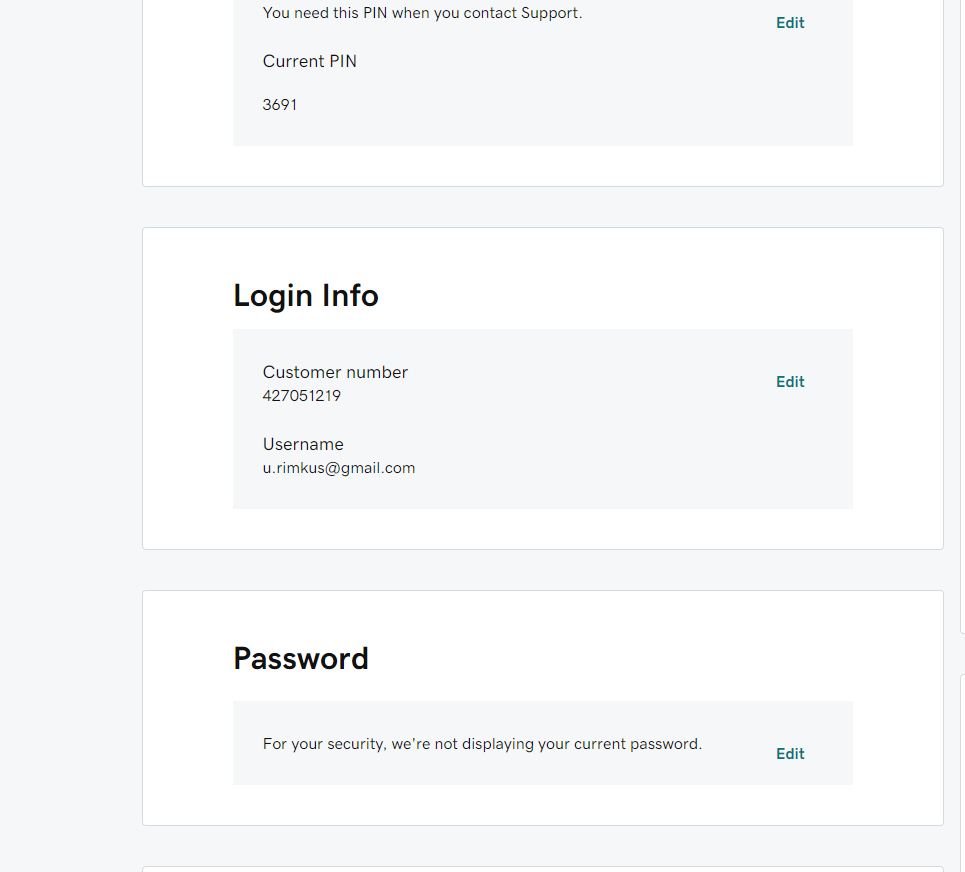 You need this PIN when you contact Support.
Edit
Current PIN
3691
Login Info
Customer number
427051219
Edit
Username
u.rimkus@gmail.com
Password
For your security, we're not displaying your current password.
Edit